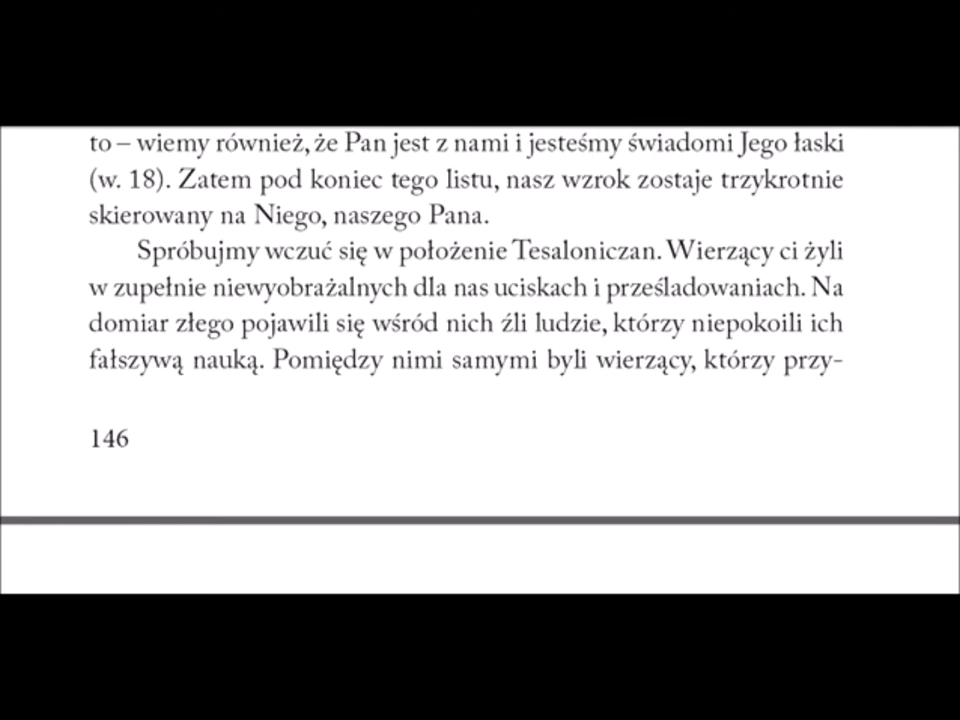 to – wiemy również, że Pan jest z nami i jesteśmy świadomi Jego łaski
(w. 18). Zatem pod koniec tego listu, nasz wzrok zostaje trzykrotnie
skierowany na Niego, naszego Pana.
Spróbujmy wczuć się w położenie Tesaloniczan. Wierzący ci żyli
w zupełnie niewyobrażalnych dla nas uciskach i prześladowaniach. Na
domiar złego pojawili się wśród nich źli ludzie, którzy niepokoili ich
fałszywą nauką. Pomiędzy nimi samymi byli wierzący, którzy przy-
146